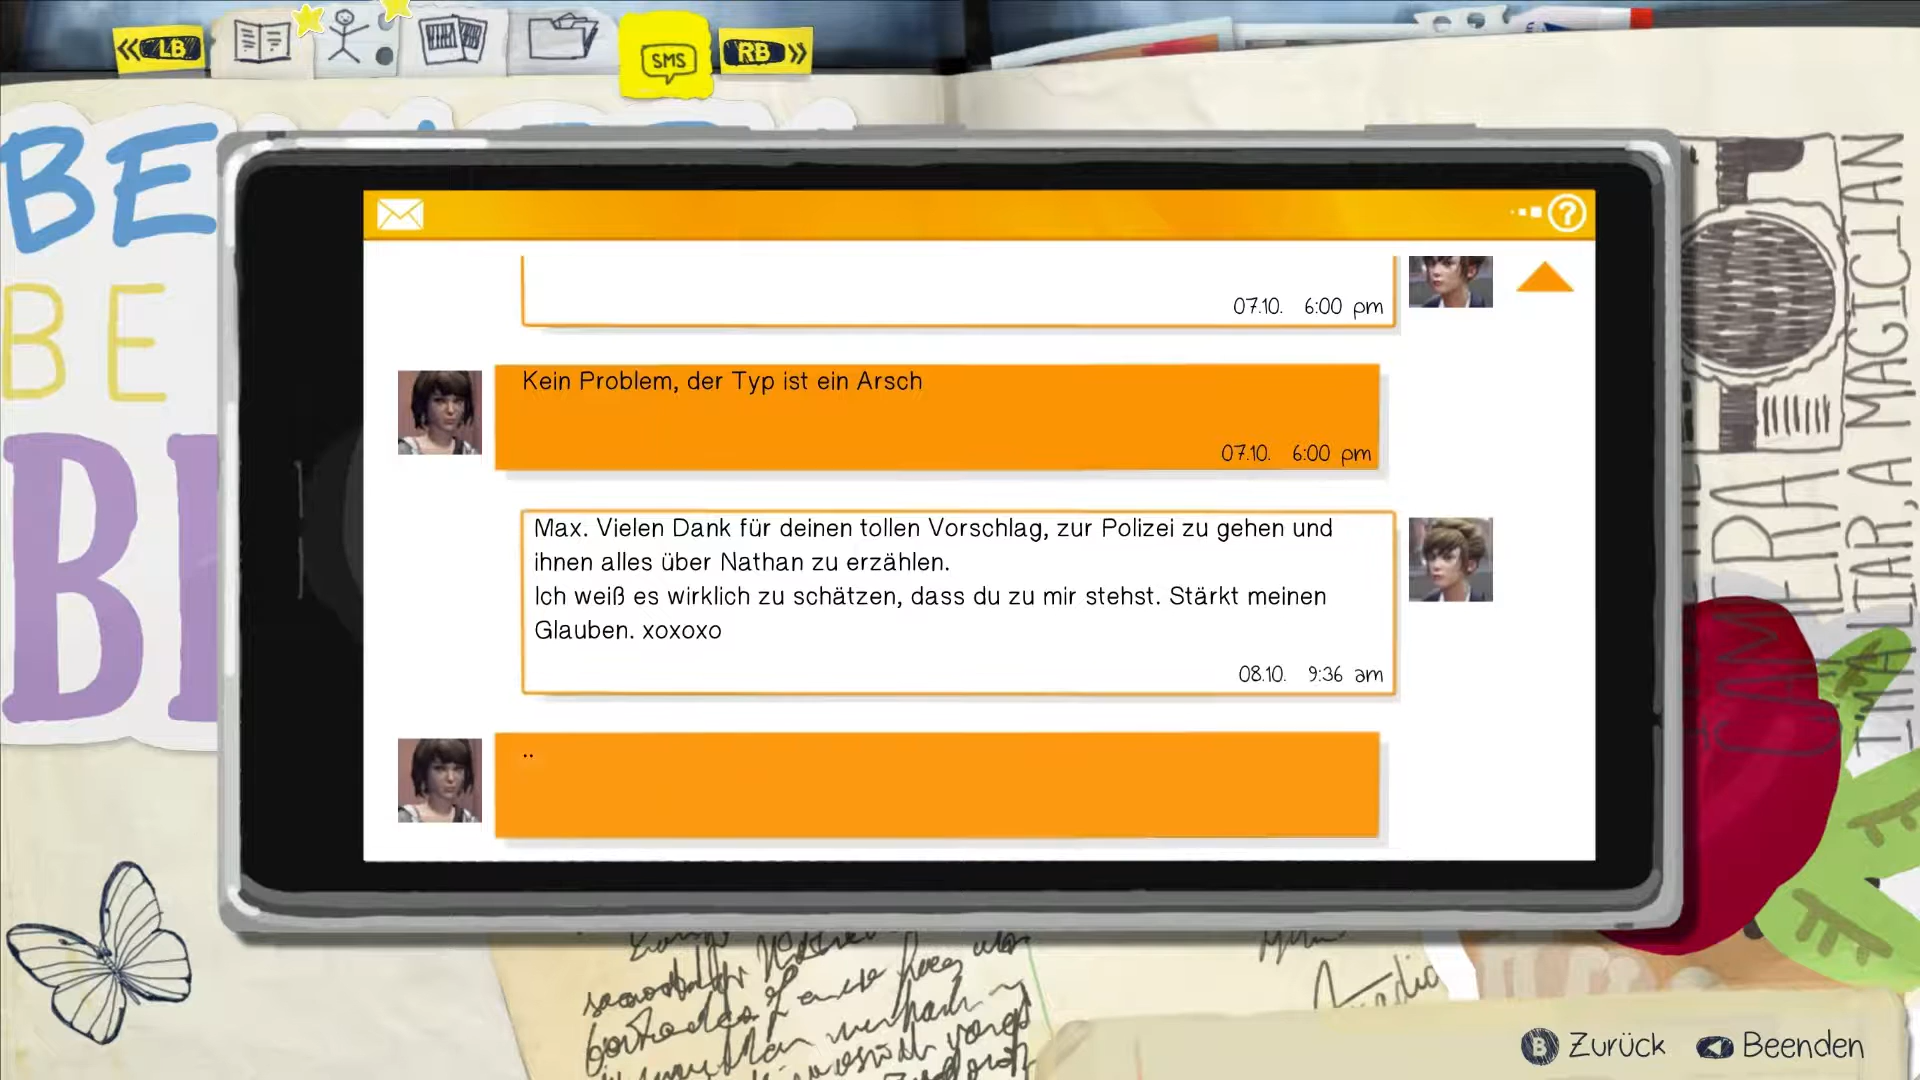 LB
SMS
RB
BE
BE
07.10. 6:00 pm
Kein Problem, der Typ ist ein Arsch
07.10. 6:00 pm
Max. Vielen Dank für deinen tollen Vorschlag, zur Polizei zu gehen und
ihnen alles über Nathan zu erzählen.
Ich weiß es wirklich zu schätzen, dass du zu mir stehst. Stärkt meinen
Glauben. xoxoxo
08.10. 9:36 am
..
A MAGICIAN
LIAR, A
I'M A
CAMERA
B Zurück
Beenden